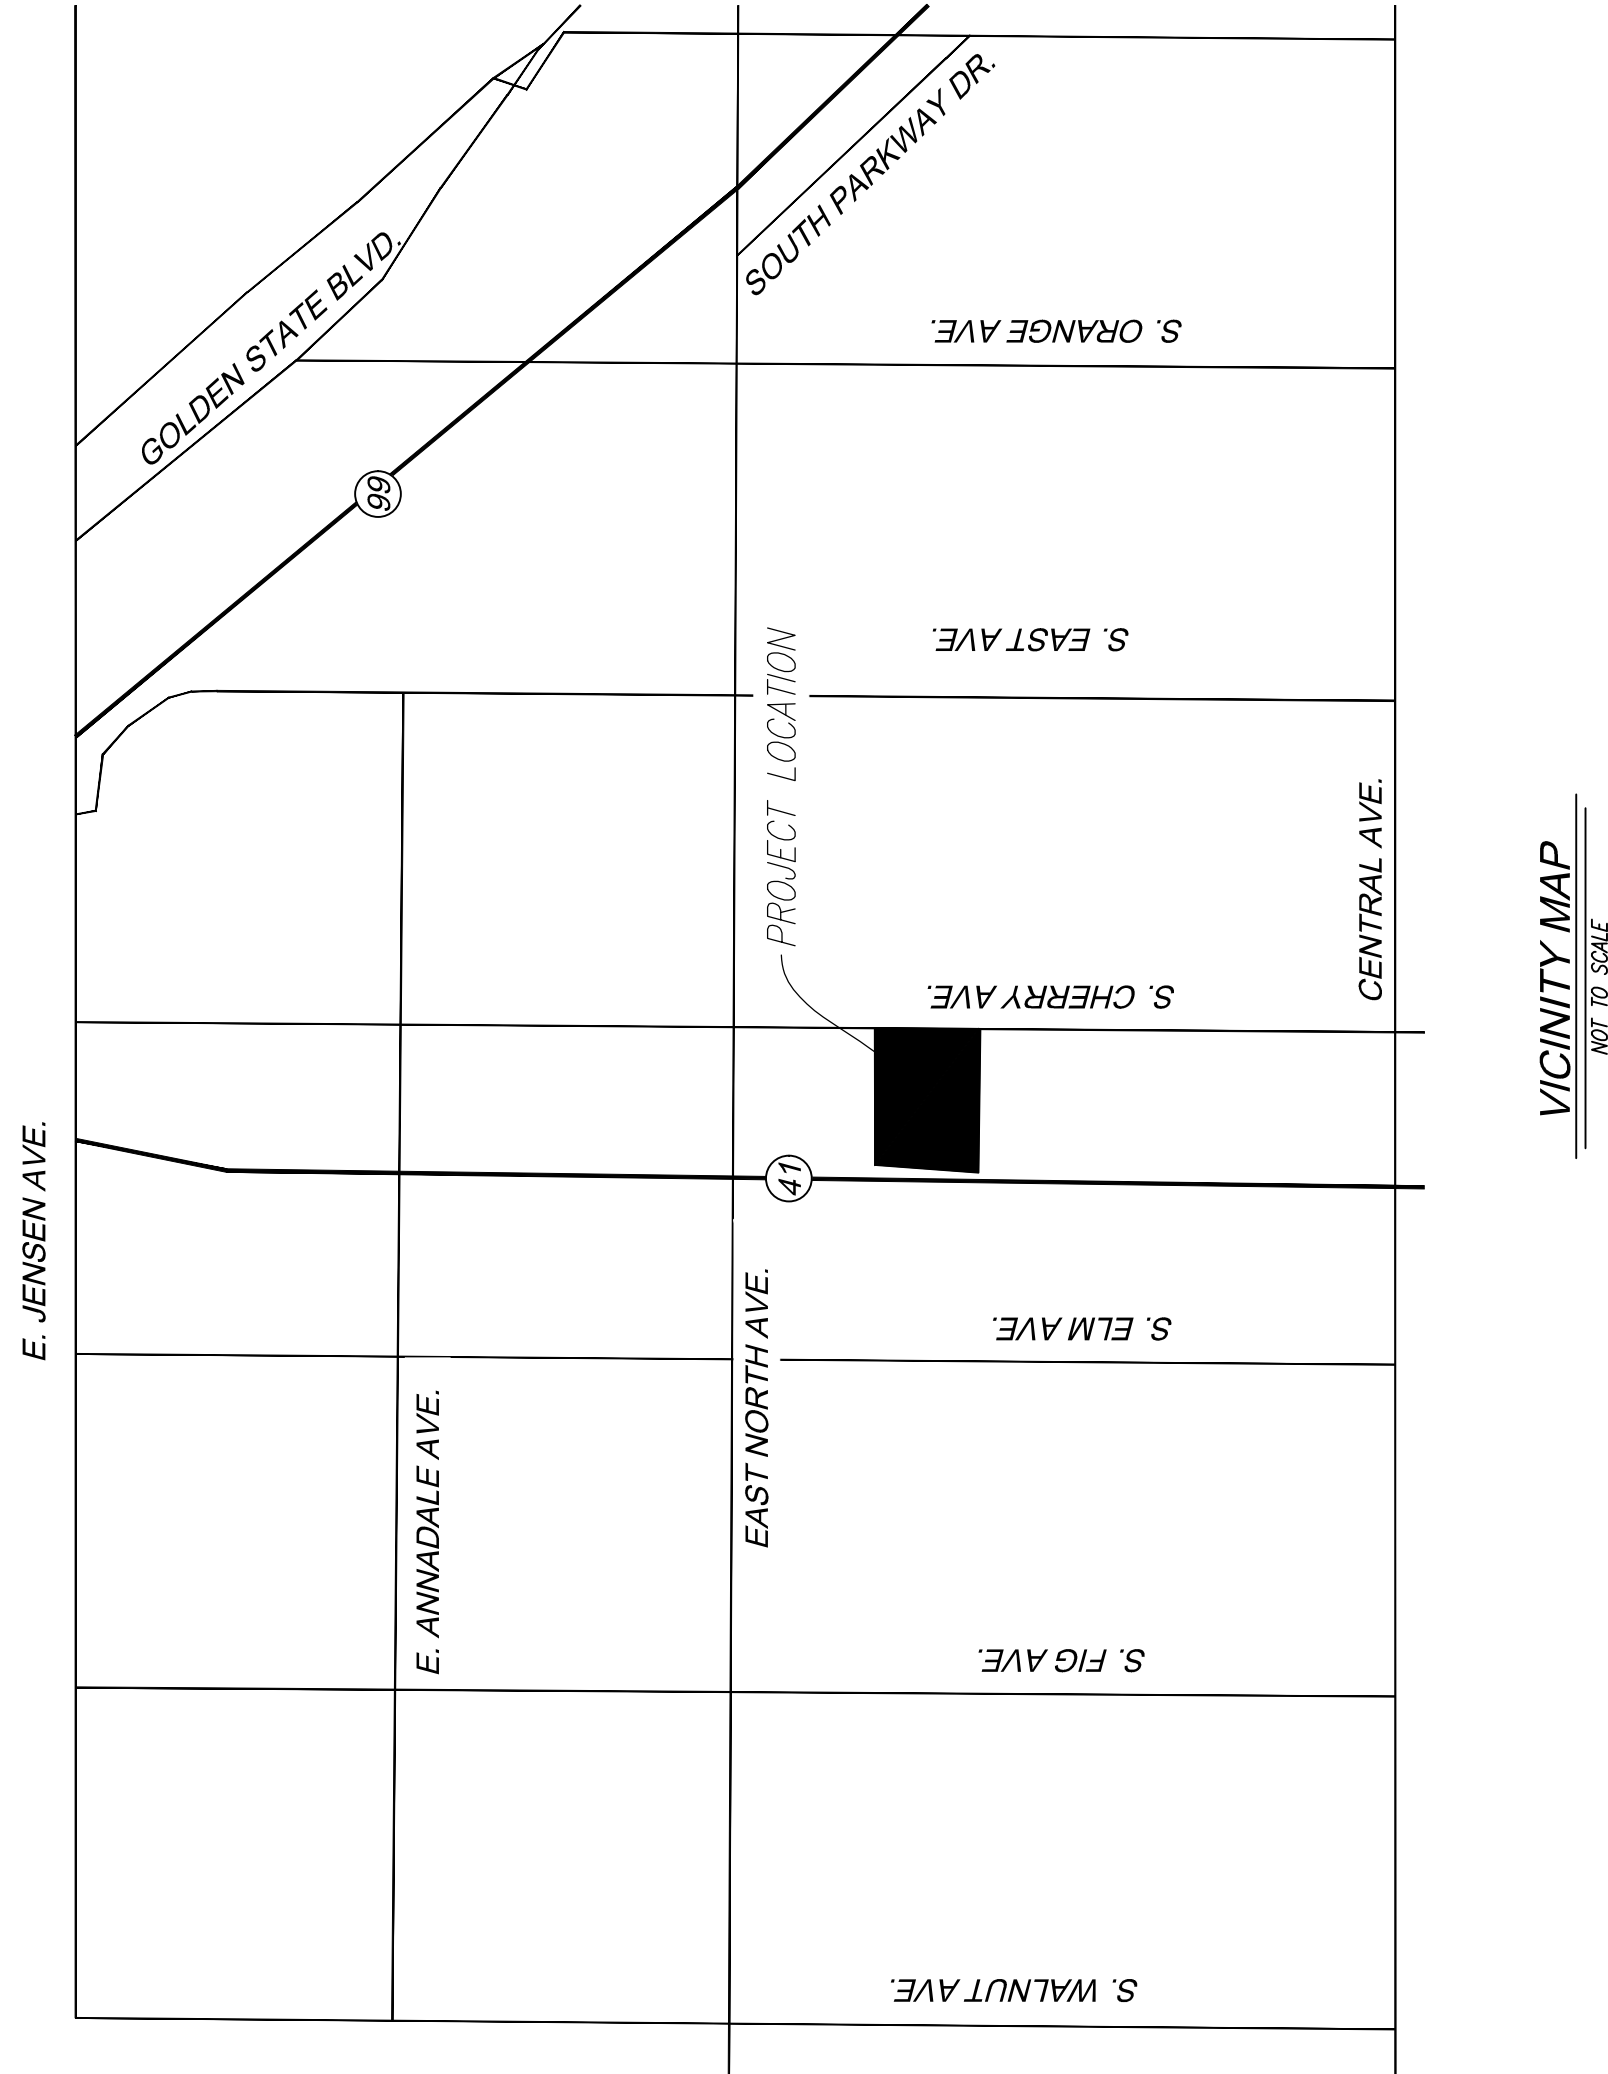 E. JENSEN AVE.
GOLDEN STATE BLVD.
99
SOUTH PARKWAY DR.
S. ORANGE AVE.
S. EAST AVE.
PROJECT LOCATION
S. CHERRY AVE.
CENTRAL AVE.
41
S. ELM AVE.
E. ANNADALE AVE.
EAST NORTH AVE.
S. FIG AVE.
S. WALNUT AVE.
VICINITY MAP
NOT TO SCALE